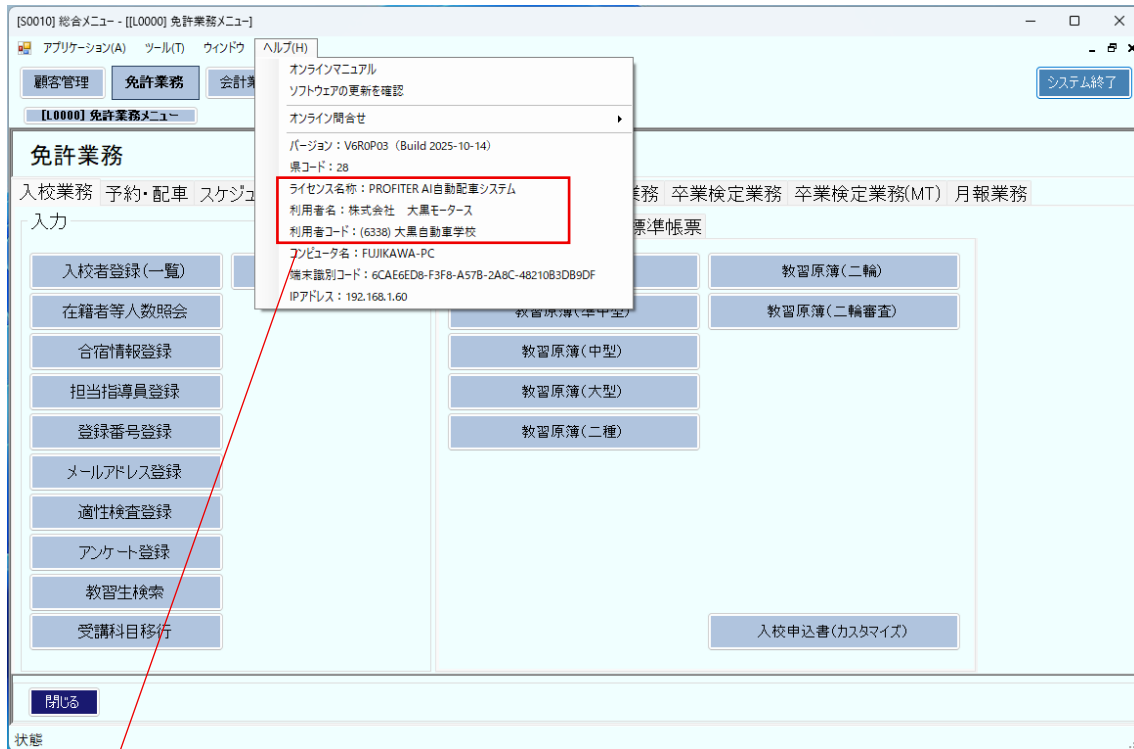 [S0010] 総合メニュー - [[L0000] 免許業務メニュー]
アプリケーション(A) ツール(T) ウィンドウ ヘルプ(H)
顧客管理 免許業務 会計 システム終了
[L0000] 免許業務メニュー
オンラインマニュアル
ソフトウェアの更新を確認
オンライン問合せ
バージョン：V6R0P03（Build 2025-10-14）
県コード：28
ライセンス名称：PROFITER AI自動配車システム
利用者名：株式会社 大黒モータース
利用者コード：(6338) 大黒自動車学校
コンピュータ名：FUJIKAWA-PC
端末識別コード：6CAE6ED8-F3F8-A57B-2A8C-48210B3DB9DF
IPアドレス：192.168.1.60
免許業務
入校業務 予約・配車 スケジュ 業務 卒業検定業務 卒業検定業務(MT) 月報業務
入力 標準帳票
入校者登録(一覧) 教習原簿(二輪)
在籍者等人数照会 教習原簿(準中型) 教習原簿(二輪審査)
合宿情報登録 教習原簿(中型)
担当指導員登録 教習原簿(大型)
登録番号登録 教習原簿(二種)
メールアドレス登録
適性検査登録
アンケート登録
教習生検索
受講科目移行 入校申込書(カスタマイズ)
閉じる
状態